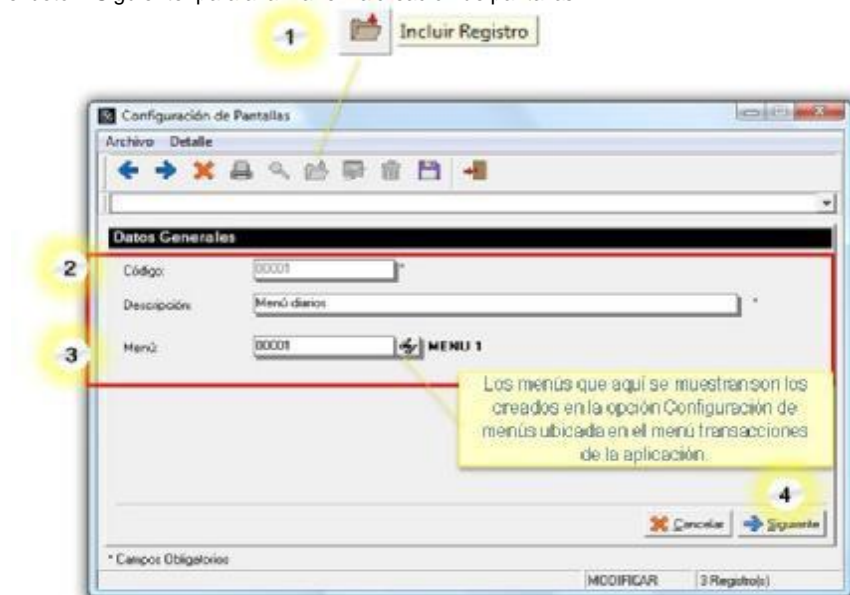 1
Incluir Registro
Configuración de Pantallas
Archivo Detalle
Datos Generales
2
Código: 00001 *
Descripción: Menú diarios *
3
Menú: 00001 MENU 1
Los menús que aquí se muestran son los
creados en la opción Configuración de
menús ubicada en el menú transacciones
de la aplicación.
4
Cancelar Siguiente
* Campos Obligatorios
MODIFICAR 3 Registro(s)